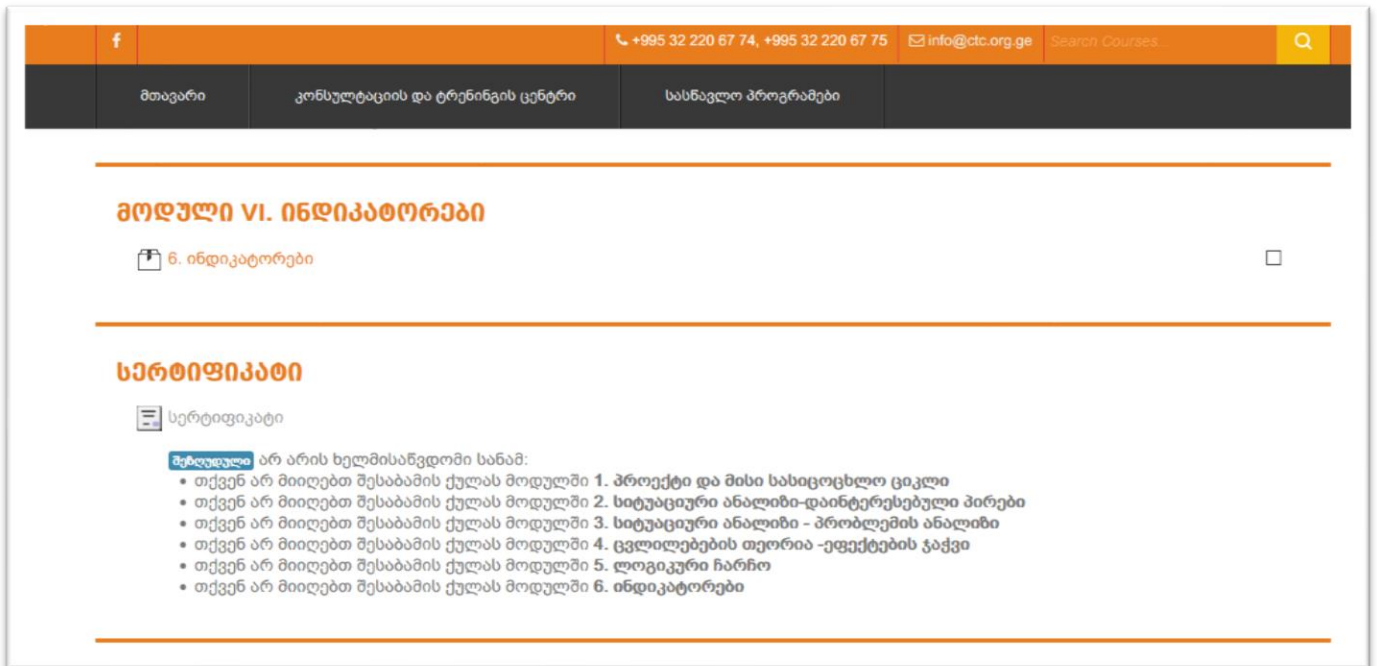 f
+995 32 220 67 74, +995 32 220 67 75
info@ctc.org.ge
Search Courses...
მთავარი
კონსულტაციის და ტრენინგის ცენტრი
სასწავლო პროგრამები
მოდული VI. ინდიკატორები
6. ინდიკატორები
სერტიფიკატი
სერტიფიკატი
შეზღუდული არ არის ხელმისაწვდომი სანამ:
• თქვენ არ მიიღებთ შესაბამის ქულას მოდულში 1. პროექტი და მისი სასიცოცხლო ციკლი
• თქვენ არ მიიღებთ შესაბამის ქულას მოდულში 2. სიტუაციური ანალიზი-დაინტერესებული პირები
• თქვენ არ მიიღებთ შესაბამის ქულას მოდულში 3. სიტუაციური ანალიზი - პრობლემის ანალიზი
• თქვენ არ მიიღებთ შესაბამის ქულას მოდულში 4. ცვლილებების თეორია -ეფექტების ჯაჭვი
• თქვენ არ მიიღებთ შესაბამის ქულას მოდულში 5. ლოგიკური ჩარჩო
• თქვენ არ მიიღებთ შესაბამის ქულას მოდულში 6. ინდიკატორები